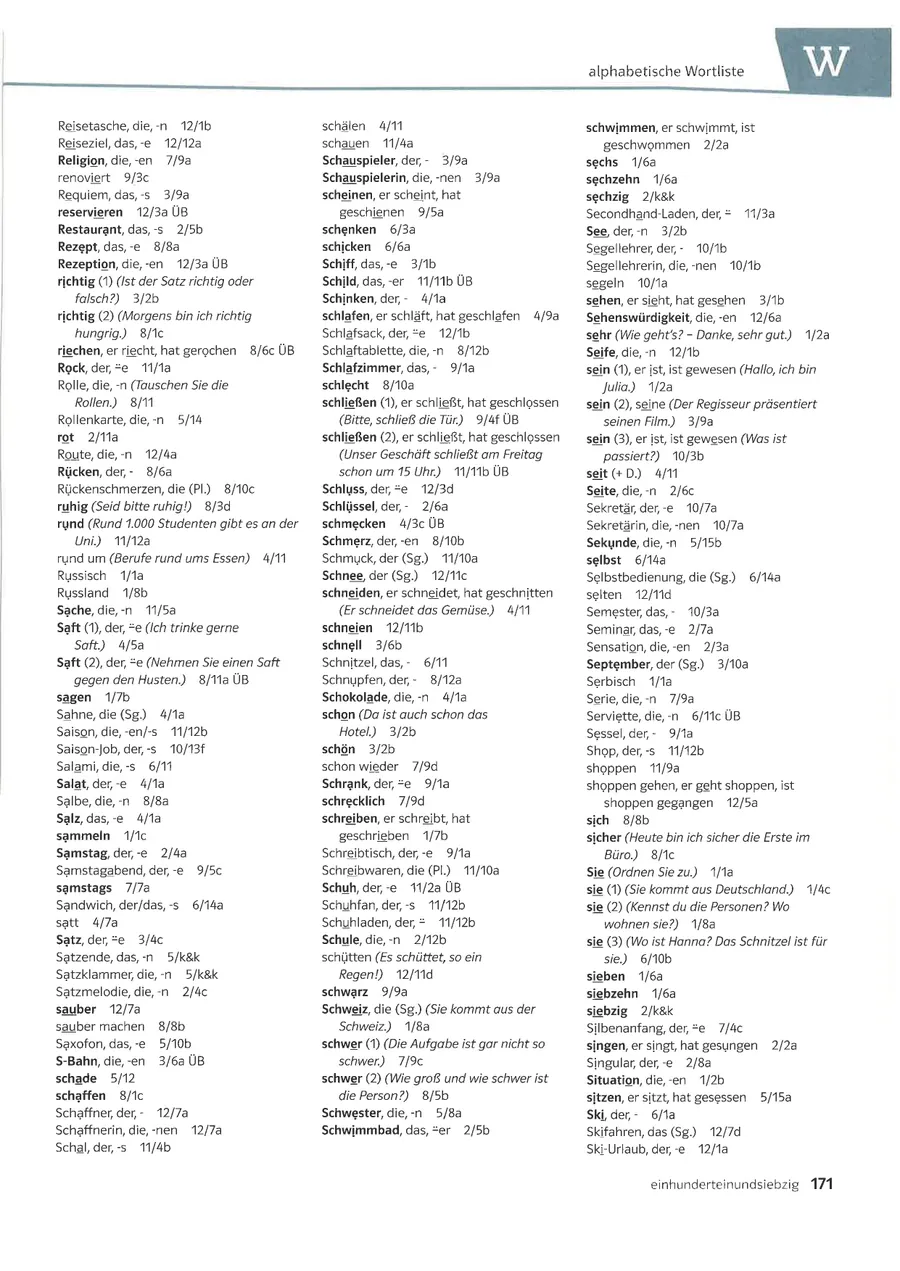 alphabetische Wortliste
W
Reisetasche, die, -n 12/1b
Reiseziel, das, -e 12/12a
Religion, die, -en 7/9a
renoviert 9/3c
Requiem, das, -s 3/9a
reservieren 12/3a ÜB
Restaurant, das, -s 2/5b
Rezept, das, -e 8/8a
Rezeption, die, -en 12/3a ÜB
richtig (1) (Ist der Satz richtig oder
falsch?) 3/2b
richtig (2) (Morgens bin ich richtig
hungrig.) 8/1c
riechen, er riecht, hat gerochen 8/6c ÜB
Rock, der, ¨-e 11/1a
Rolle, die, -n (Tauschen Sie die
Rollen.) 8/11
Rollenkarte, die, -n 5/14
rot 2/11a
Route, die, -n 12/4a
Rücken, der, - 8/6a
Rückenschmerzen, die (Pl.) 8/10c
ruhig (Seid bitte ruhig!) 8/3d
rund (Rund 1.000 Studenten gibt es an der
Uni.) 11/12a
rund um (Berufe rund ums Essen) 4/11
Russisch 1/1a
Russland 1/8b
Sache, die, -n 11/5a
Saft (1), der, ¨-e (Ich trinke gerne
Saft.) 4/5a
Saft (2), der, ¨-e (Nehmen Sie einen Saft
gegen den Husten.) 8/11a ÜB
sagen 1/7b
Sahne, die (Sg.) 4/1a
Saison, die, -en/-s 11/12b
Saison-Job, der, -s 10/13f
Salami, die, -s 6/11
Salat, der, -e 4/1a
Salbe, die, -n 8/8a
Salz, das, -e 4/1a
sammeln 1/1c
Samstag, der, -e 2/4a
Samstagabend, der, -e 9/5c
samstags 7/7a
Sandwich, der/das, -s 6/14a
satt 4/7a
Satz, der, ¨-e 3/4c
Satzende, das, -n 5/k&k
Satzklammer, die, -n 5/k&k
Satzmelodie, die, -n 2/4c
sauber 12/7a
sauber machen 8/8b
Saxofon, das, -e 5/10b
S-Bahn, die, -en 3/6a ÜB
schade 5/12
schaffen 8/1c
Schaffner, der, - 12/7a
Schaffnerin, die, -nen 12/7a
Schal, der, -s 11/4b
schälen 4/11
schauen 11/4a
Schauspieler, der, - 3/9a
Schauspielerin, die, -nen 3/9a
scheinen, er scheint, hat
geschienen 9/5a
schenken 6/3a
schicken 6/6a
Schiff, das, -e 3/1b
Schild, das, -er 11/11b ÜB
Schinken, der, - 4/1a
schlafen, er schläft, hat geschlafen 4/9a
Schlafsack, der, ¨-e 12/1b
Schlaftablette, die, -n 8/12b
Schlafzimmer, das, - 9/1a
schlecht 8/10a
schließen (1), er schließt, hat geschlossen
(Bitte, schließ die Tür.) 9/4f ÜB
schließen (2), er schließt, hat geschlossen
(Unser Geschäft schließt am Freitag
schon um 15 Uhr.) 11/11b ÜB
Schluss, der, ¨-e 12/3d
Schlüssel, der, - 2/6a
schmecken 4/3c ÜB
Schmerz, der, -en 8/10b
Schmuck, der (Sg.) 11/10a
Schnee, der (Sg.) 12/11c
schneiden, er schneidet, hat geschnitten
(Er schneidet das Gemüse.) 4/11
schneien 12/11b
schnell 3/6b
Schnitzel, das, - 6/11
Schnupfen, der, - 8/12a
Schokolade, die, -n 4/1a
schon (Da ist auch schon das
Hotel.) 3/2b
schön 3/2b
schon wieder 7/9d
Schrank, der, ¨-e 9/1a
schrecklich 7/9d
schreiben, er schreibt, hat
geschrieben 1/7b
Schreibtisch, der, -e 9/1a
Schreibwaren, die (Pl.) 11/10a
Schuh, der, -e 11/2a ÜB
Schuhfan, der, -s 11/12b
Schuhladen, der, ¨- 11/12b
Schule, die, -n 2/12b
schütten (Es schüttet, so ein
Regen!) 12/11d
schwarz 9/9a
Schweiz, die (Sg.) (Sie kommt aus der
Schweiz.) 1/8a
schwer (1) (Die Aufgabe ist gar nicht so
schwer.) 7/9c
schwer (2) (Wie groß und wie schwer ist
die Person?) 8/5b
Schwester, die, -n 5/8a
Schwimmbad, das, ¨-er 2/5b
schwimmen, er schwimmt, ist
geschwommen 2/2a
sechs 1/6a
sechzehn 1/6a
sechzig 2/k&k
Secondhand-Laden, der, ¨- 11/3a
See, der, -n 3/2b
Segellehrer, der, - 10/1b
Segellehrerin, die, -nen 10/1b
segeln 10/1a
sehen, er sieht, hat gesehen 3/1b
Sehenswürdigkeit, die, -en 12/6a
sehr (Wie geht's? – Danke, sehr gut.) 1/2a
Seife, die, -n 12/1b
sein (1), er ist, ist gewesen (Hallo, ich bin
Julia.) 1/2a
sein (2), seine (Der Regisseur präsentiert
seinen Film.) 3/9a
sein (3), er ist, ist gewesen (Was ist
passiert?) 10/3b
seit (+ D.) 4/11
Seite, die, -n 2/6c
Sekretär, der, -e 10/7a
Sekretärin, die, -nen 10/7a
Sekunde, die, -n 5/15b
selbst 6/14a
Selbstbedienung, die (Sg.) 6/14a
selten 12/11d
Semester, das, - 10/3a
Seminar, das, -e 2/7a
Sensation, die, -en 2/3a
September, der (Sg.) 3/10a
Serbisch 1/1a
Serie, die, -n 7/9a
Serviette, die, -n 6/11c ÜB
Sessel, der, - 9/1a
Shop, der, -s 11/12b
shoppen 11/9a
shoppen gehen, er geht shoppen, ist
shoppen gegangen 12/5a
sich 8/8b
sicher (Heute bin ich sicher die Erste im
Büro.) 8/1c
Sie (Ordnen Sie zu.) 1/1a
sie (1) (Sie kommt aus Deutschland.) 1/4c
sie (2) (Kennst du die Personen? Wo
wohnen sie?) 1/8a
sie (3) (Wo ist Hanna? Das Schnitzel ist für
sie.) 6/10b
sieben 1/6a
siebzehn 1/6a
siebzig 2/k&k
Silbenanfang, der, ¨-e 7/4c
singen, er singt, hat gesungen 2/2a
Singular, der, -e 2/8a
Situation, die, -en 1/2b
sitzen, er sitzt, hat gesessen 5/15a
Ski, der, - 6/1a
Skifahren, das (Sg.) 12/7d
Ski-Urlaub, der, -e 12/1a
einhunderteinundsiebzig 171